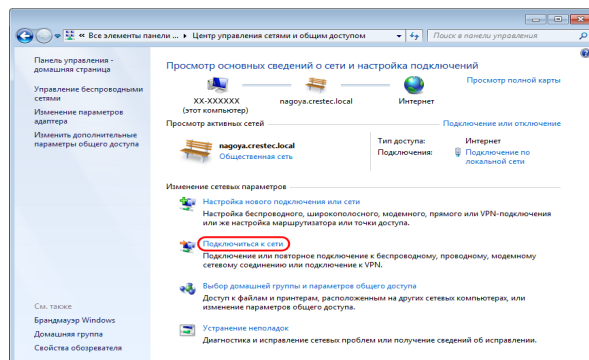 « Все элементы панели ... ▸ Центр управления сетями и общим доступом
Поиск в панели управления
Панель управления -
домашняя страница
Управление беспроводными
сетями
Изменение параметров
адаптера
Изменить дополнительные
параметры общего доступа
См. также
Брандмауэр Windows
Домашняя группа
Свойства обозревателя
Просмотр основных сведений о сети и настройка подключений
Просмотр полной карты
XX-XXXXXX
(этот компьютер)
nagoya.crestec.local
Интернет
Просмотр активных сетей
Подключение или отключение
nagoya.crestec.local
Общественная сеть
Тип доступа: Интернет
Подключения: Подключение по
локальной сети
Изменение сетевых параметров
Настройка нового подключения или сети
Настройка беспроводного, широкополосного, модемного, прямого или VPN-подключения
или же настройка маршрутизатора или точки доступа.
Подключиться к сети
Подключение или повторное подключение к беспроводному, проводному, модемному
сетевому соединению или подключение к VPN.
Выбор домашней группы и параметров общего доступа
Доступ к файлам и принтерам, расположенным на других сетевых компьютерах, или
изменение параметров общего доступа.
Устранение неполадок
Диагностика и исправление сетевых проблем или получение сведений об исправлении.